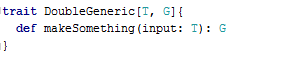 trait DoubleGeneric[T, G]{
  def makeSomething(input: T): G
}